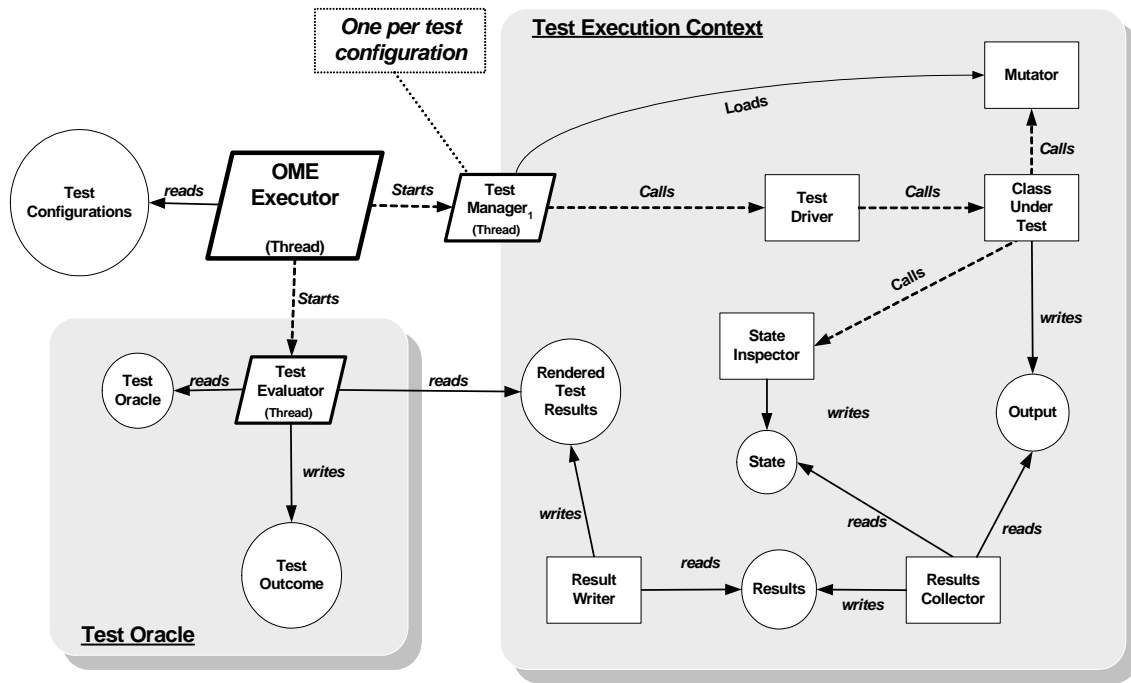 One per test
configuration
Test Execution Context
Mutator
Loads
Calls
OME
Executor
(Thread)
Test
Configurations
reads
Starts
Test
Manager1
(Thread)
Calls
Test
Driver
Calls
Class
Under
Test
Starts
Calls
writes
State
Inspector
Test
Oracle
reads
Test
Evaluator
(Thread)
reads
Rendered
Test
Results
writes
Output
State
writes
writes
reads
reads
Test
Outcome
Result
Writer
reads
Results
writes
Results
Collector
Test Oracle